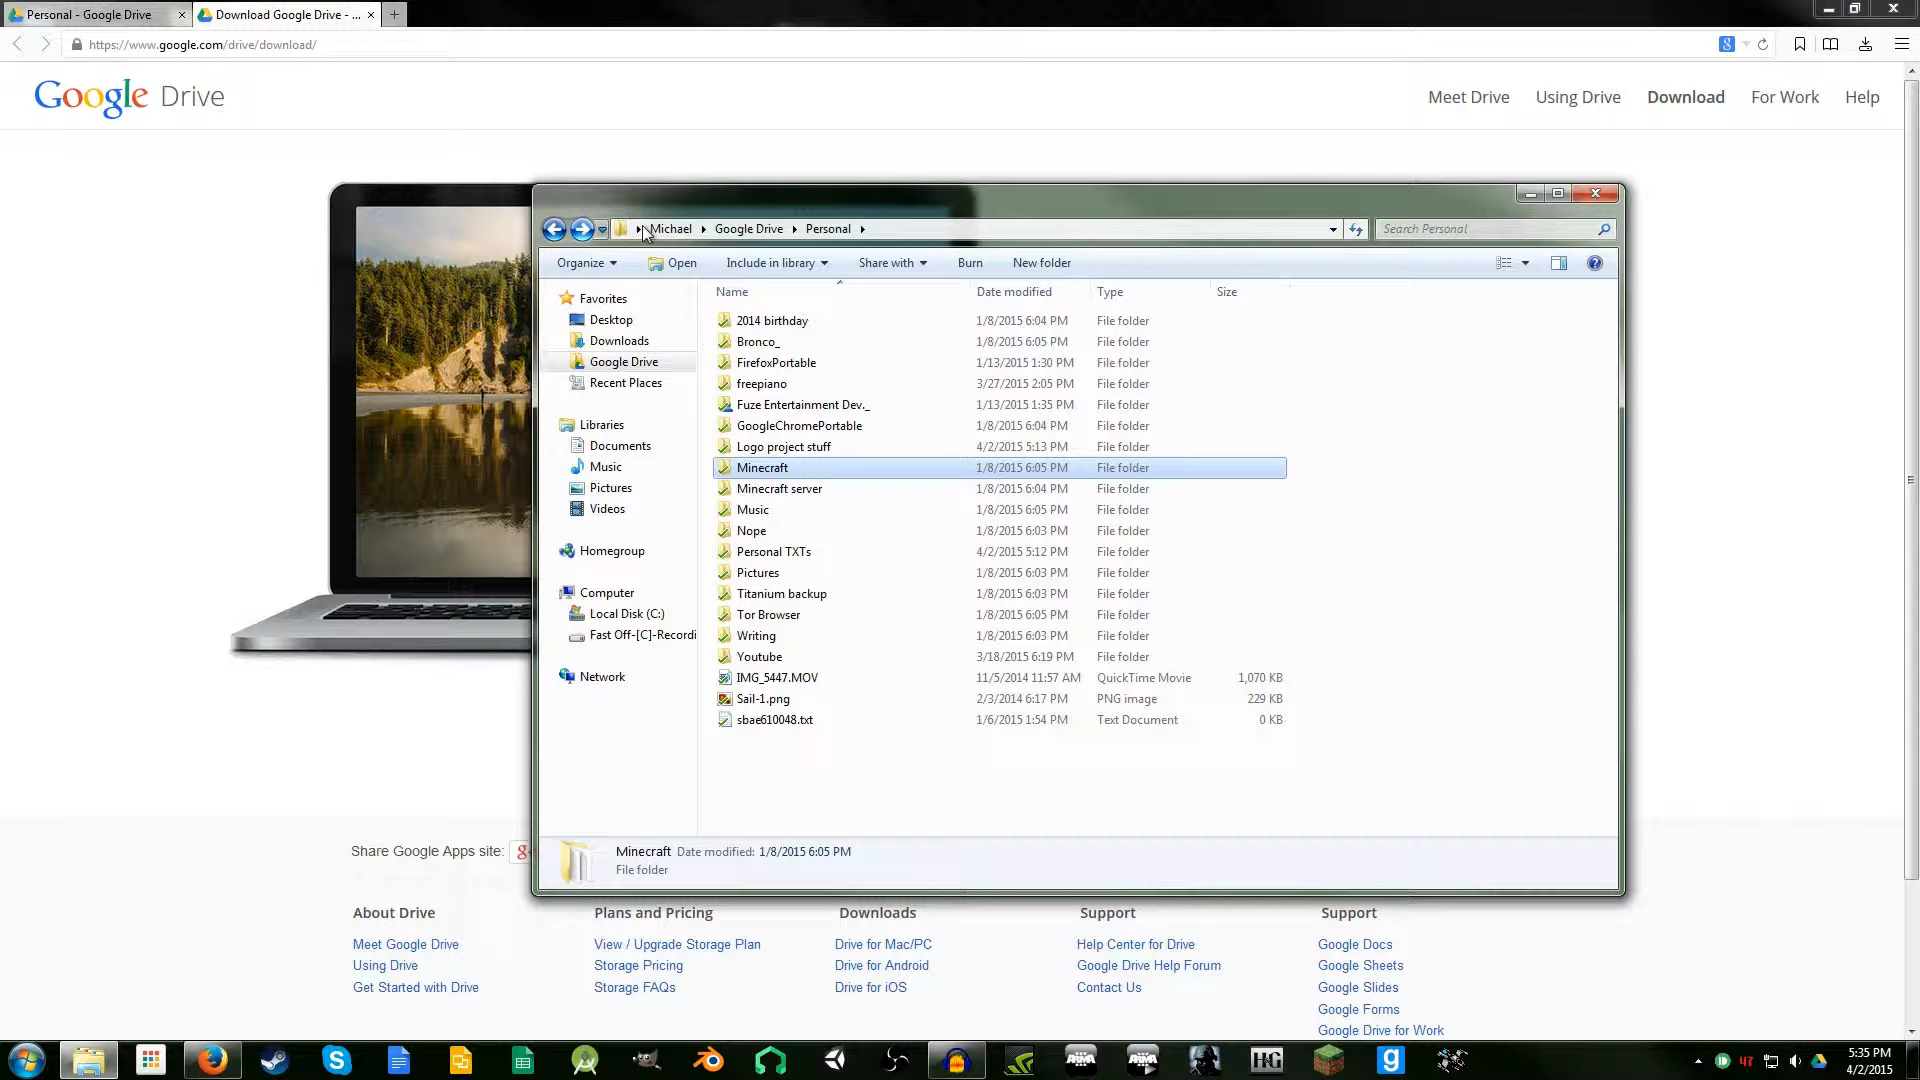 Personal - Google Drive
Download Google Drive - ...
https://www.google.com/drive/download/
Google Drive
Meet Drive
Using Drive
Download
For Work
Help
Michael
Google Drive
Personal
Search Personal
Organize
Open
Include in library
Share with
Burn
New folder
Favorites
Desktop
Downloads
Google Drive
Recent Places
Libraries
Documents
Music
Pictures
Videos
Homegroup
Computer
Local Disk (C:)
Fast Off-[C]-Recordi
Network
Name Date modified Type Size
2014 birthday 1/8/2015 6:04 PM File folder
Bronco_ 1/8/2015 6:05 PM File folder
FirefoxPortable 1/13/2015 1:30 PM File folder
freepiano 3/27/2015 2:05 PM File folder
Fuze Entertainment Dev._ 1/13/2015 1:35 PM File folder
GoogleChromePortable 1/8/2015 6:04 PM File folder
Logo project stuff 4/2/2015 5:13 PM File folder
Minecraft 1/8/2015 6:05 PM File folder
Minecraft server 1/8/2015 6:04 PM File folder
Music 1/8/2015 6:05 PM File folder
Nope 1/8/2015 6:03 PM File folder
Personal TXTs 4/2/2015 5:12 PM File folder
Pictures 1/8/2015 6:03 PM File folder
Titanium backup 1/8/2015 6:03 PM File folder
Tor Browser 1/8/2015 6:05 PM File folder
Writing 1/8/2015 6:03 PM File folder
Youtube 3/18/2015 6:19 PM File folder
IMG_5447.MOV 11/5/2014 11:57 AM QuickTime Movie 1,070 KB
Sail-1.png 2/3/2014 6:17 PM PNG image 229 KB
sbae610048.txt 1/6/2015 1:54 PM Text Document 0 KB
Minecraft Date modified: 1/8/2015 6:05 PM
File folder
Share Google Apps site:
About Drive
Meet Google Drive
Using Drive
Get Started with Drive
Plans and Pricing
View / Upgrade Storage Plan
Storage Pricing
Storage FAQs
Downloads
Drive for Mac/PC
Drive for Android
Drive for iOS
Support
Help Center for Drive
Google Drive Help Forum
Contact Us
Support
Google Docs
Google Sheets
Google Slides
Google Forms
Google Drive for Work
ARMA
ARMA
H&G
47
5:35 PM
4/2/2015